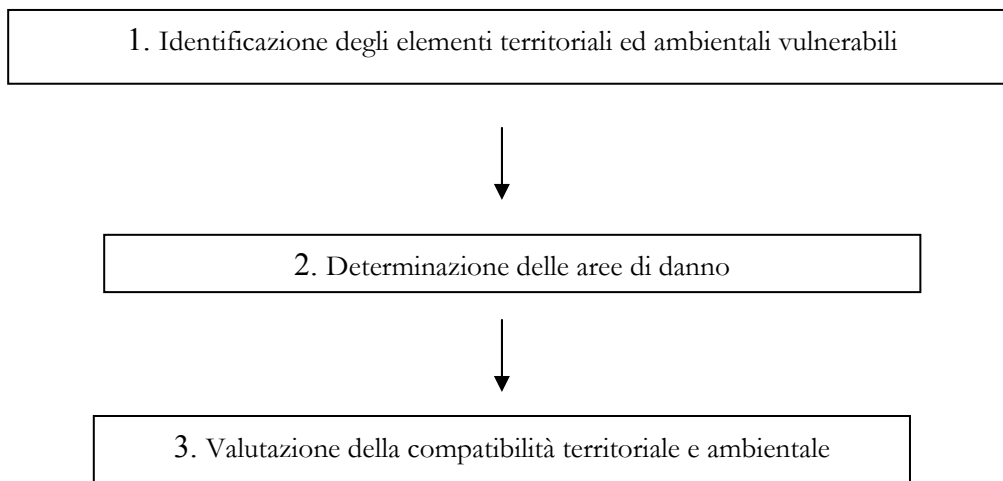 1. Identificazione degli elementi territoriali ed ambientali vulnerabili
2. Determinazione delle aree di danno
3. Valutazione della compatibilità territoriale e ambientale